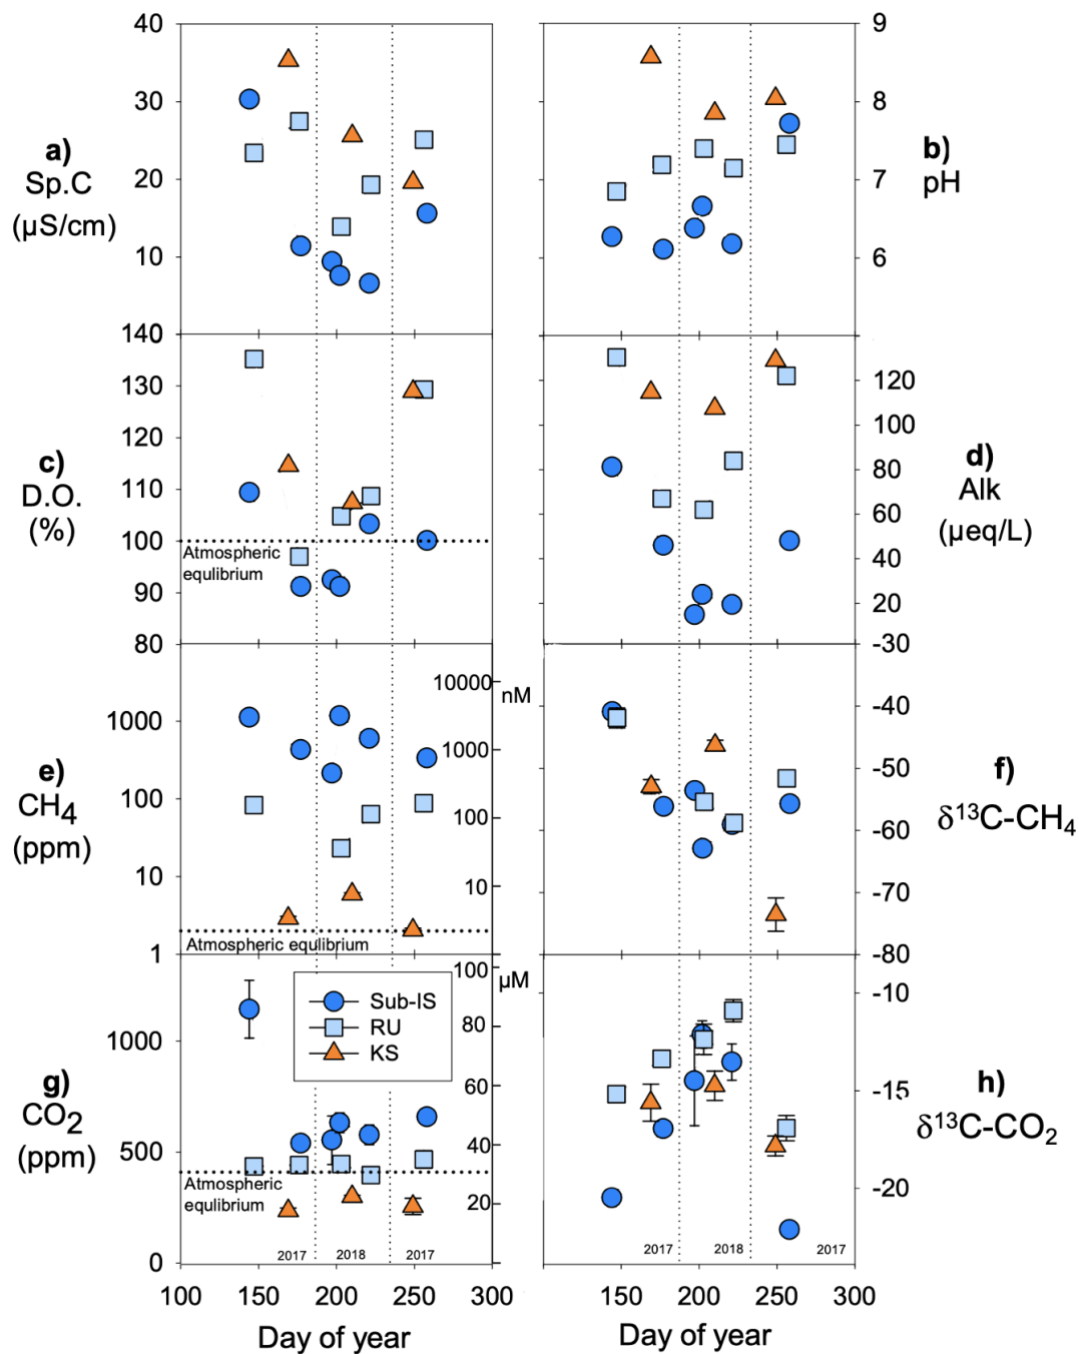 a)
Sp.C
(µS/cm)
40
30
20
10
9
8
7
6
b)
pH
c)
D.O.
(%)
140
130
120
110
100
90
80
Atmospheric
equlibrium
120
100
80
60
40
20
d)
Alk
(µeq/L)
e)
CH4
(ppm)
1000
100
10
1
10000
1000
100
10
nM
Atmospheric equlibrium
-30
-40
-50
-60
-70
-80
f)
δ13C-CH4
g)
CO2
(ppm)
1000
500
0
100
80
60
40
20
µM
Sub-IS
RU
KS
Atmospheric
equlibrium
2017
2018
2017
-10
-15
-20
h)
δ13C-CO2
2017
2018
2017
100
150
200
250
300
Day of year
150
200
250
300
Day of year